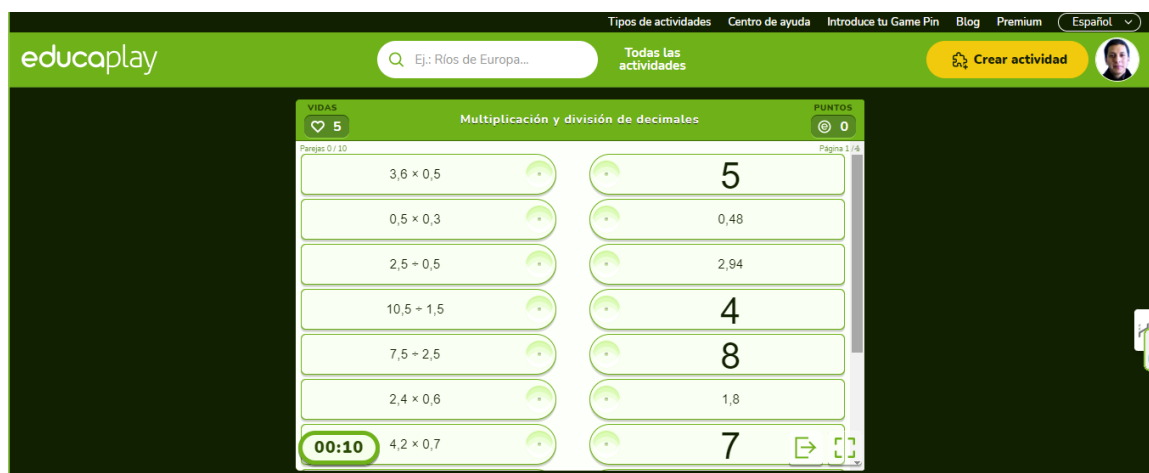 Tipos de actividades Centro de ayuda Introduce tu Game Pin Blog Premium Español
educaplay Ej.: Ríos de Europa... Todas las actividades Crear actividad
VIDAS
5
Multiplicación y división de decimales
PUNTOS
0
Parejas 0 / 10 Página 1 / 4
3,6 × 0,5 5
0,5 × 0,3 0,48
2,5 ÷ 0,5 2,94
10,5 ÷ 1,5 4
7,5 ÷ 2,5 8
2,4 × 0,6 1,8
00:10 4,2 × 0,7 7